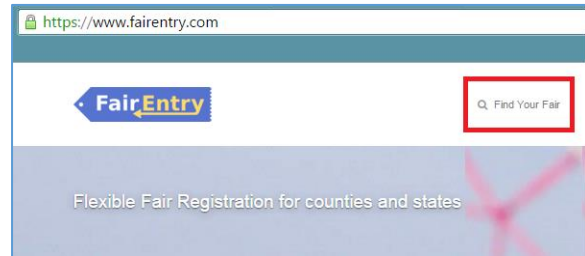 https://www.fairentry.com
FairEntry
Find Your Fair
Flexible Fair Registration for counties and states